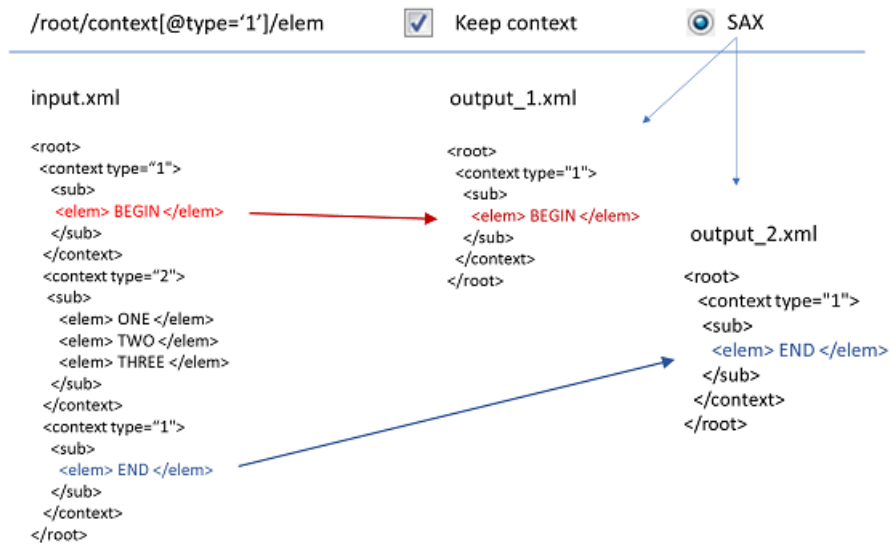 /root/context[@type=‘1’]/elem
Keep context
SAX
input.xml
<root>
<context type=“1">
<sub>
<elem> BEGIN </elem>
</sub>
</context>
<context type=“2">
<sub>
<elem> ONE </elem>
<elem> TWO </elem>
<elem> THREE </elem>
</sub>
</context>
<context type=“1">
<sub>
<elem> END </elem>
</sub>
</context>
</root>
output_1.xml
<root>
<context type="1">
<sub>
<elem> BEGIN </elem>
</sub>
</context>
</root>
output_2.xml
<root>
<context type="1">
<sub>
<elem> END </elem>
</sub>
</context>
</root>